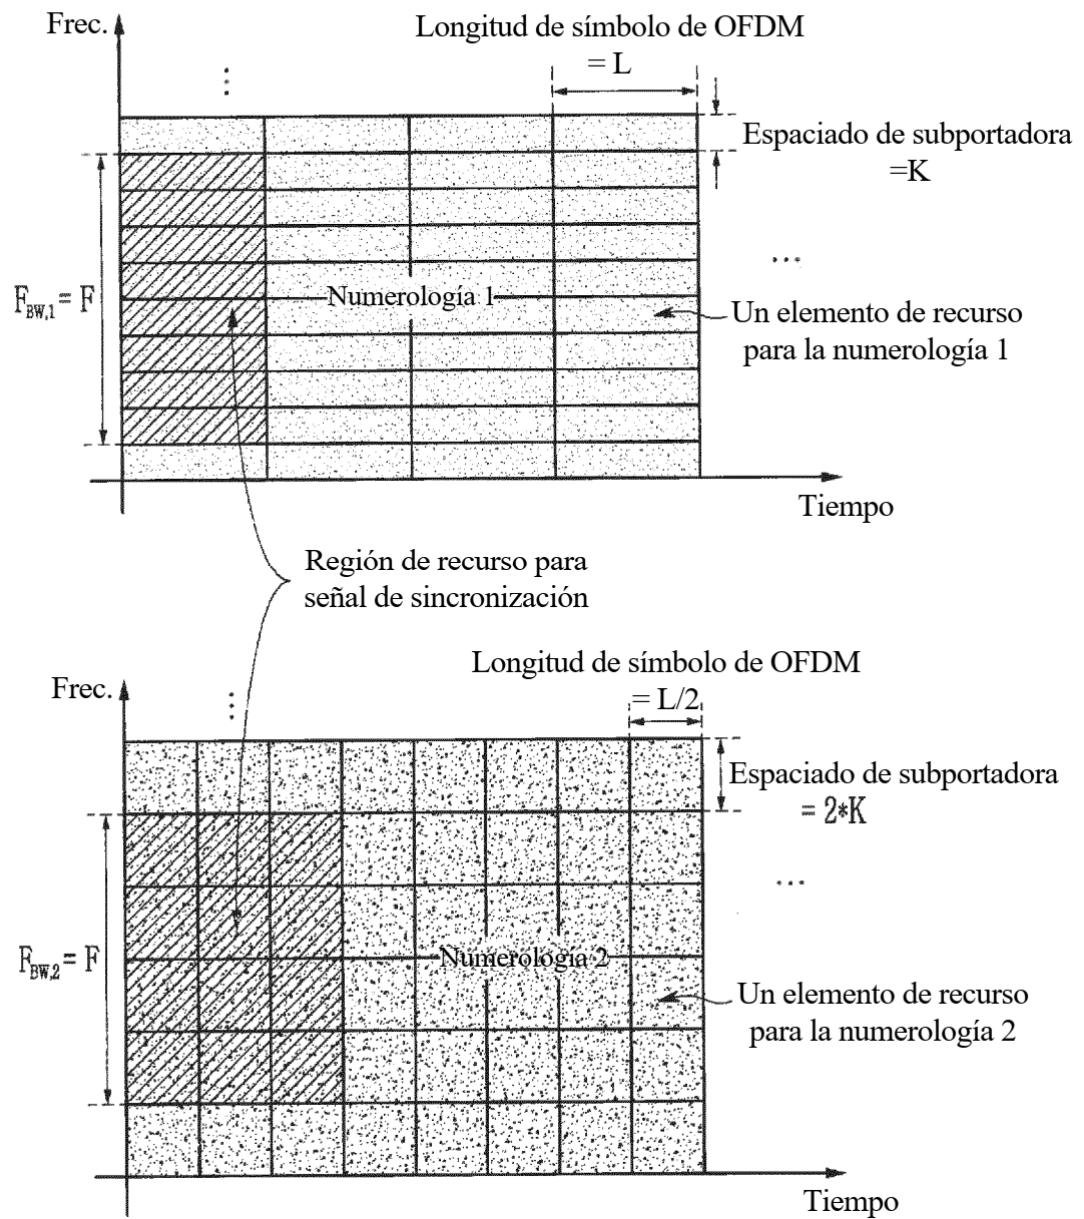 Frec.
Longitud de símbolo de OFDM
= L
⋮
Espaciado de subportadora
=K
...
F_BW,1 = F
Numerología 1
Un elemento de recurso
para la numerología 1
Tiempo
Región de recurso para
señal de sincronización
Longitud de símbolo de OFDM
= L/2
Frec.
⋮
Espaciado de subportadora
= 2*K
...
F_BW,2 = F
Numerología 2
Un elemento de recurso
para la numerología 2
Tiempo